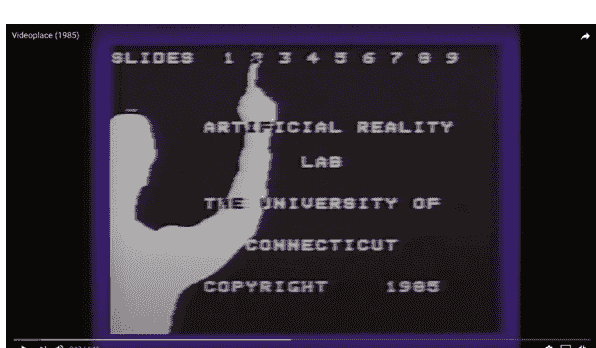 Videoplace (1985)
SLIDES 1 2 3 4 5 6 7 8 9
ARTIFICIAL REALITY
LAB
THE UNIVERSITY OF
CONNECTICUT
COPYRIGHT 1985